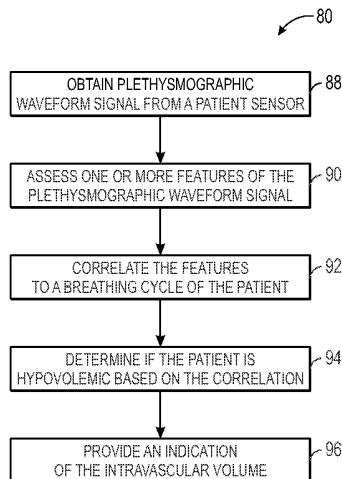 80
OBTAIN PLETHYSMOGRAPHIC
WAVEFORM SIGNAL FROM A PATIENT SENSOR
88
ASSESS ONE OR MORE FEATURES OF THE
PLETHYSMOGRAPHIC WAVEFORM SIGNAL
90
CORRELATE THE FEATURES
TO A BREATHING CYCLE OF THE PATIENT
92
DETERMINE IF THE PATIENT IS
HYPOVOLEMIC BASED ON THE CORRELATION
94
PROVIDE AN INDICATION
OF THE INTRAVASCULAR VOLUME
96